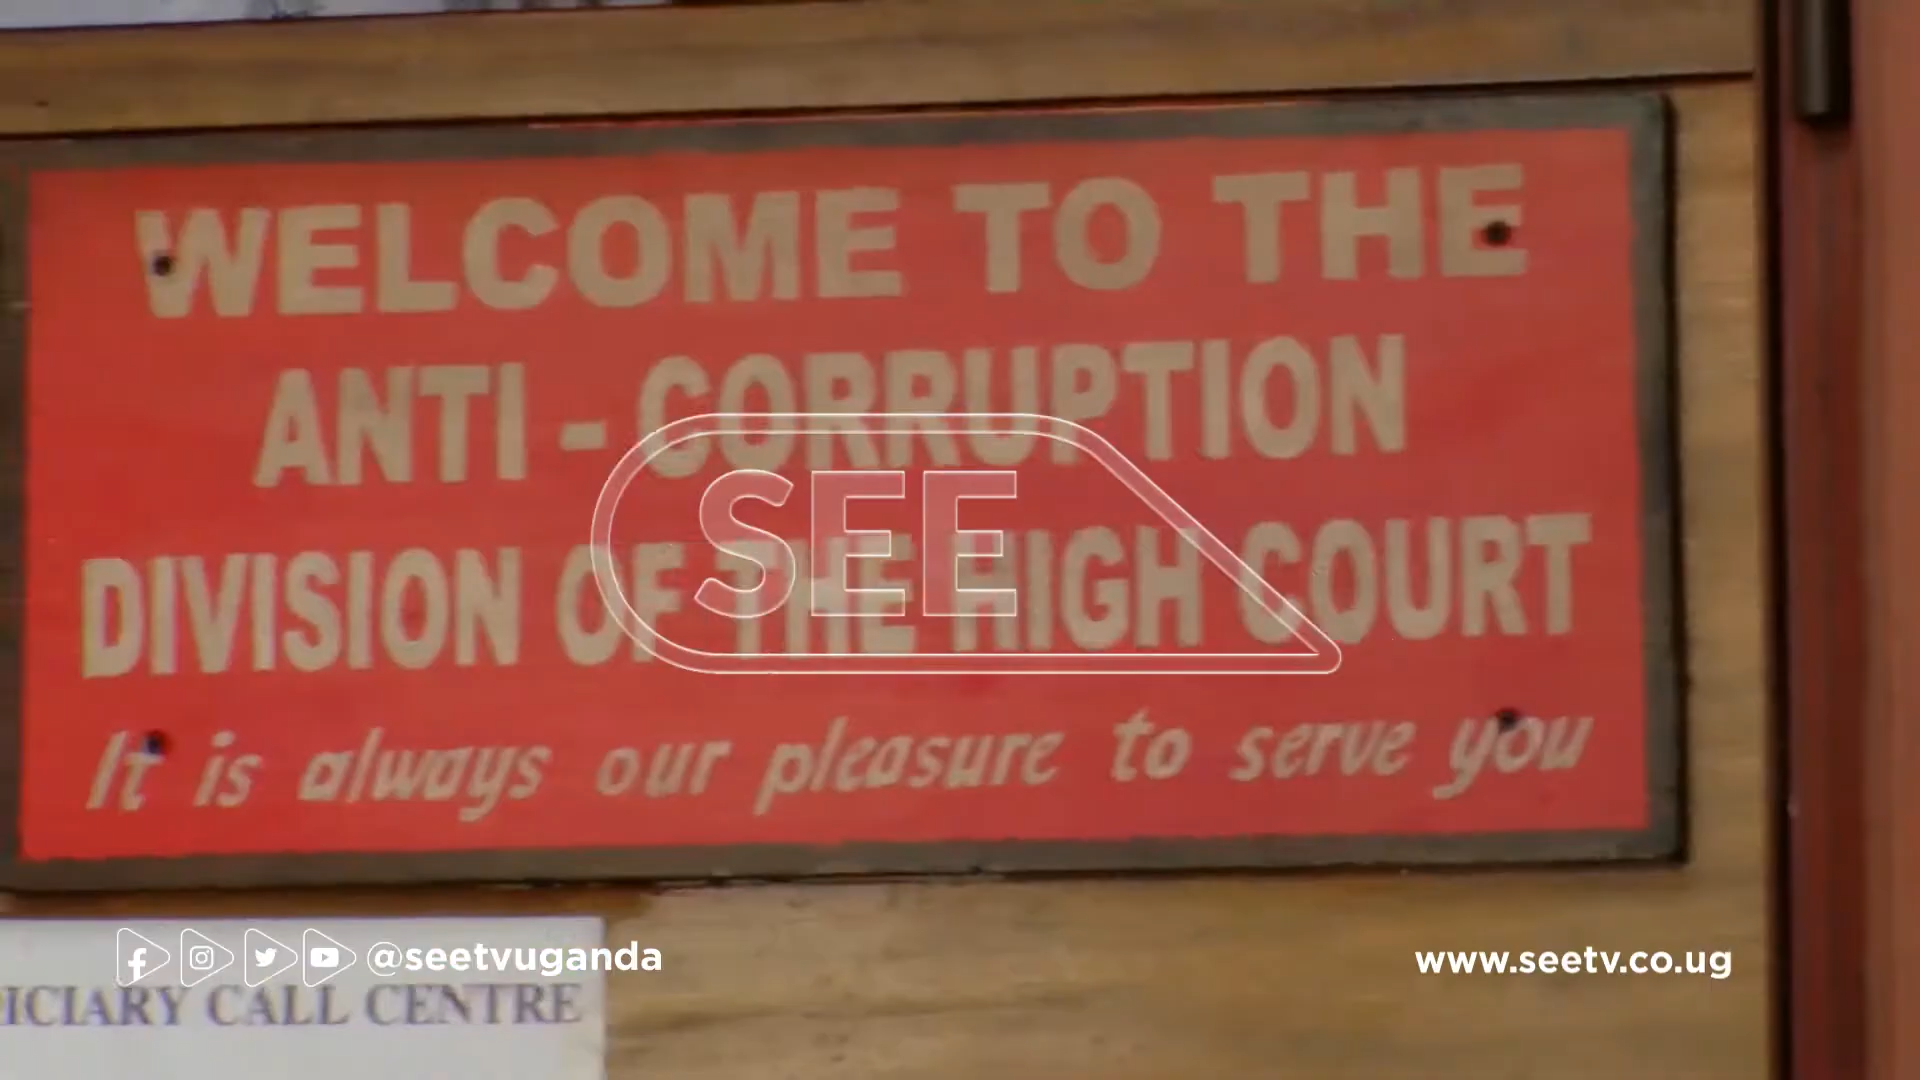 WELCOME TO THE
ANTI - CORRUPTION
DIVISION OF THE HIGH COURT
It is always our pleasure to serve you
SEE
@seetvuganda
www.seetv.co.ug
CALL CENTRE